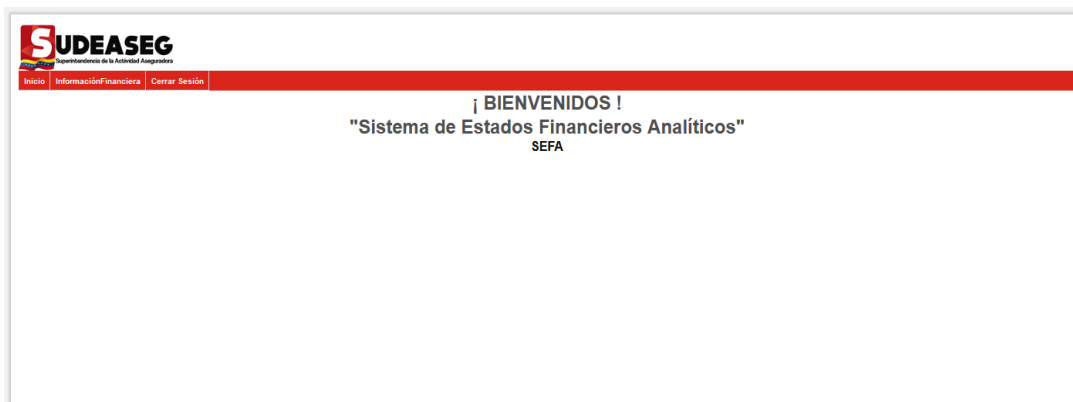 SUDEASEG
Superintendencia de la Actividad Aseguradora
Inicio InformaciónFinanciera Cerrar Sesión
¡ BIENVENIDOS !
"Sistema de Estados Financieros Analíticos"
SEFA